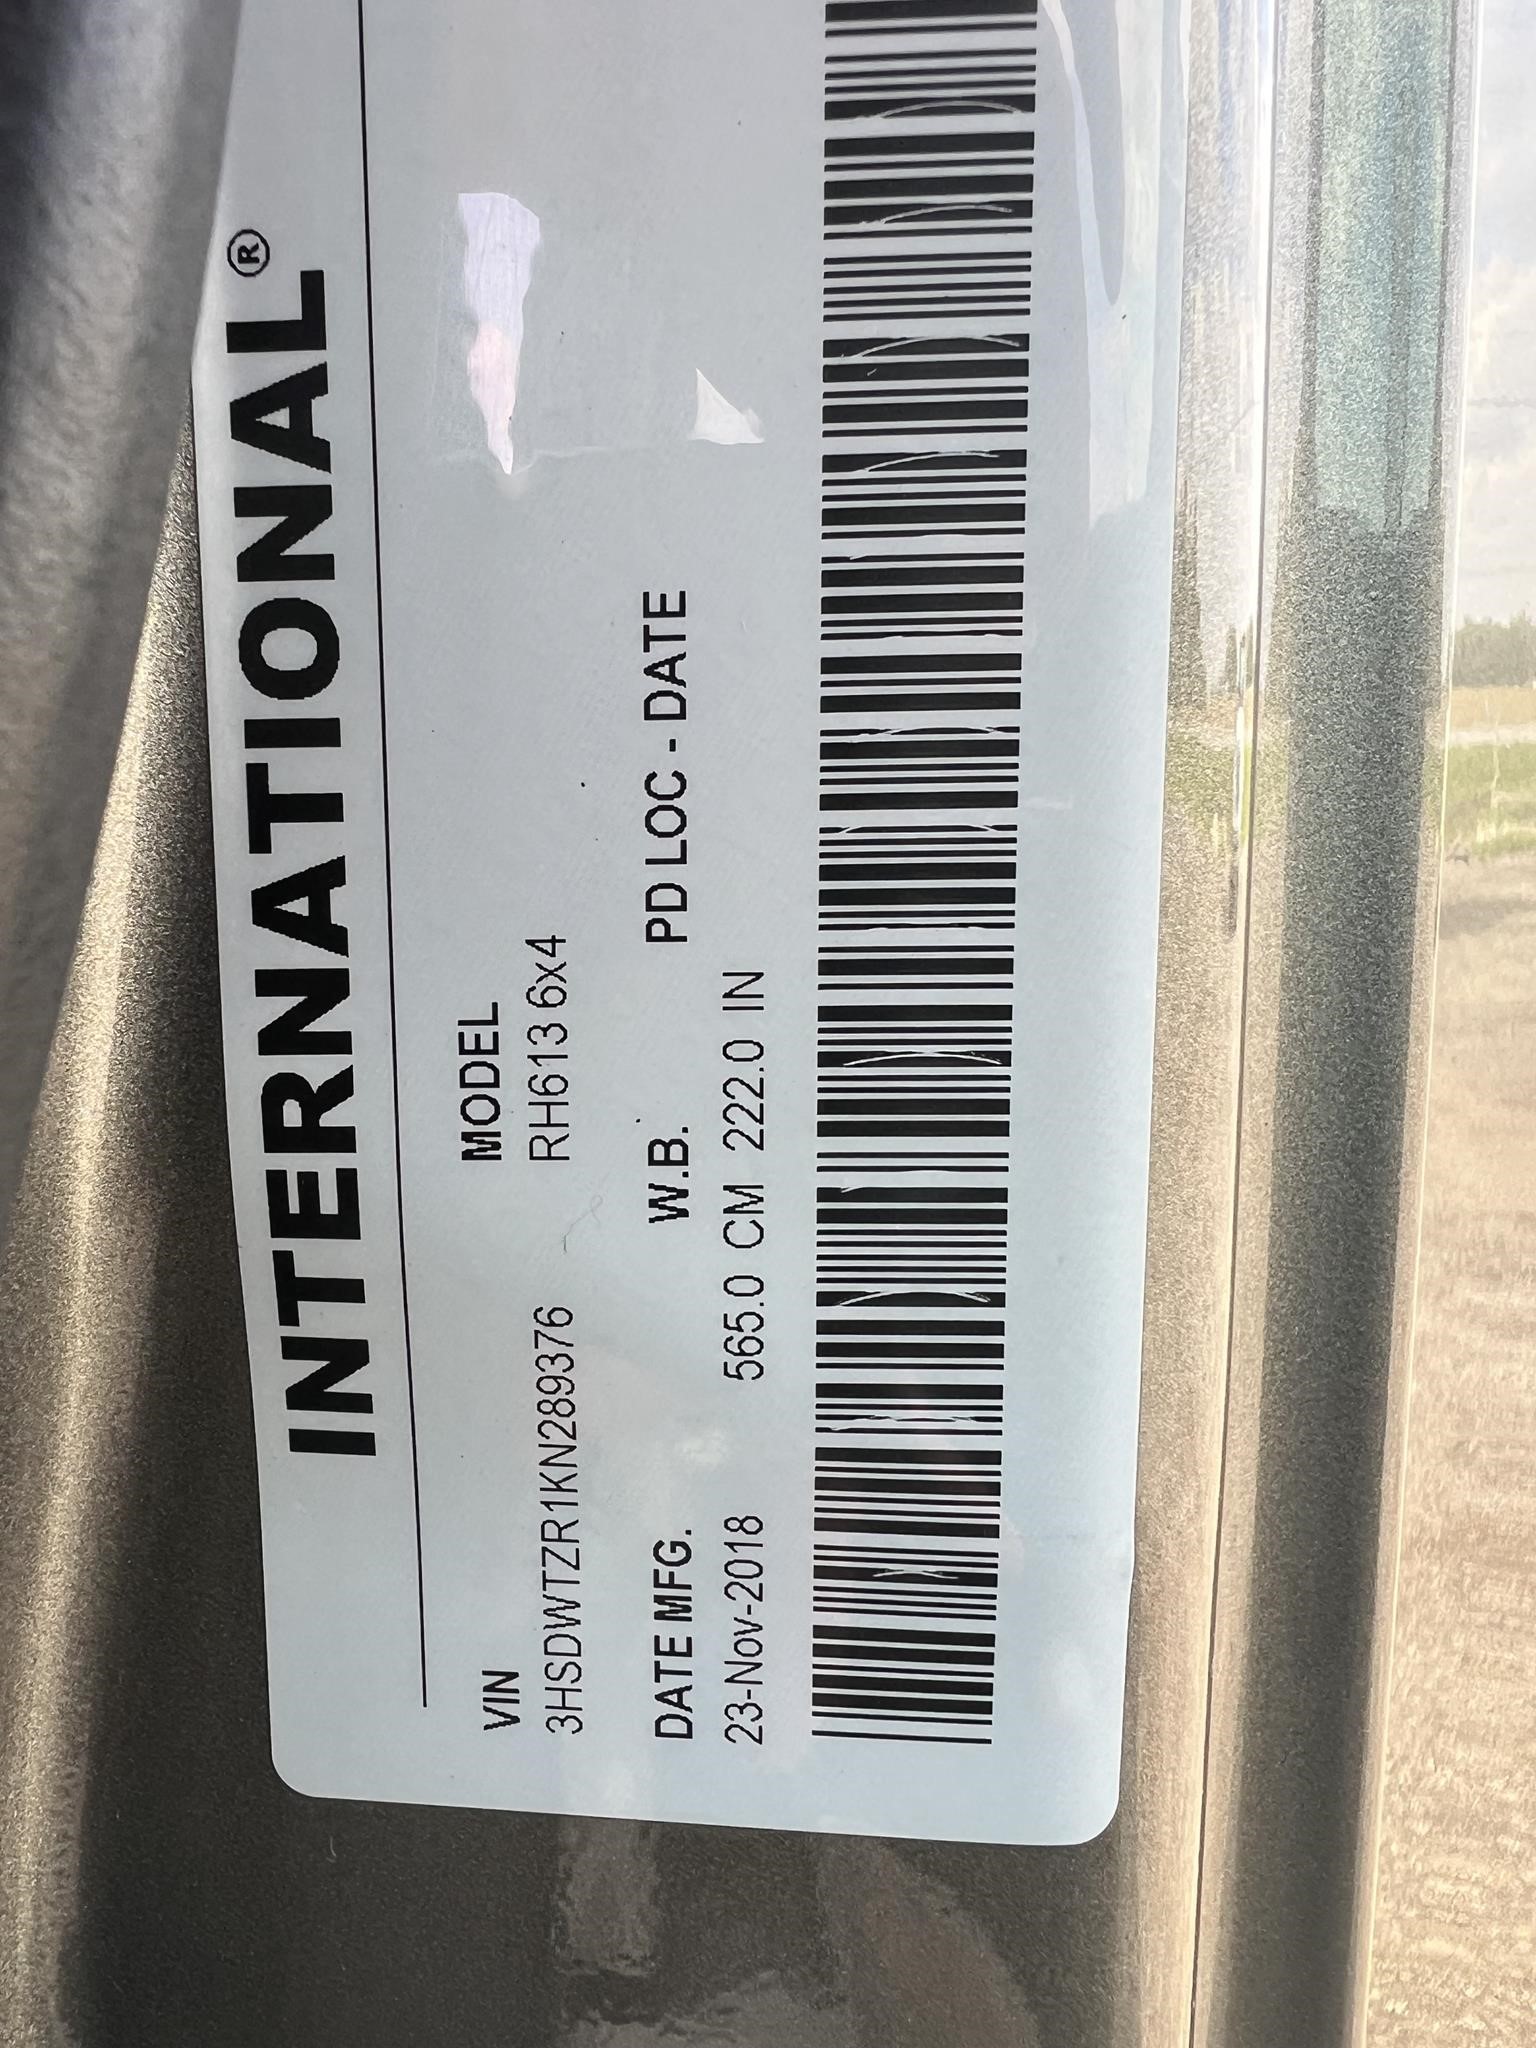 INTERNATIONAL®
VIN MODEL
3HSDWTZR1KN289376 RH613 6x4
DATE MFG. W.B. PD LOC - DATE
23-Nov-2018 565.0 CM 222.0 IN